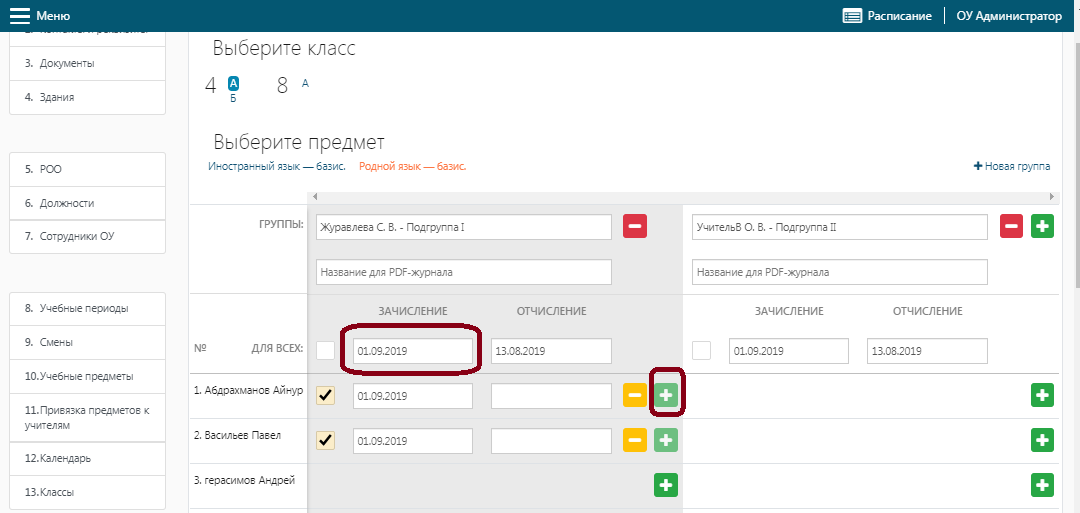 Меню
Расписание
ОУ Администратор
3. Документы
4. Здания
5. РОО
6. Должности
7. Сотрудники ОУ
8. Учебные периоды
9. Смены
10.Учебные предметы
11.Привязка предметов к
учителям
12.Календарь
13.Классы
Выберите класс
4 А
Б
8 А
Выберите предмет
Иностранный язык — базис. Родной язык — базис.
+ Новая группа
ГРУППЫ:
Журавлева С. В. - Подгруппа I
УчительВ О. В. - Подгруппа II
Название для PDF-журнала
Название для PDF-журнала
ЗАЧИСЛЕНИЕ ОТЧИСЛЕНИЕ
ЗАЧИСЛЕНИЕ ОТЧИСЛЕНИЕ
№ ДЛЯ ВСЕХ:
01.09.2019 13.08.2019
01.09.2019 13.08.2019
1. Абдрахманов Айнур
01.09.2019
2. Васильев Павел
01.09.2019
3. герасимов Андрей